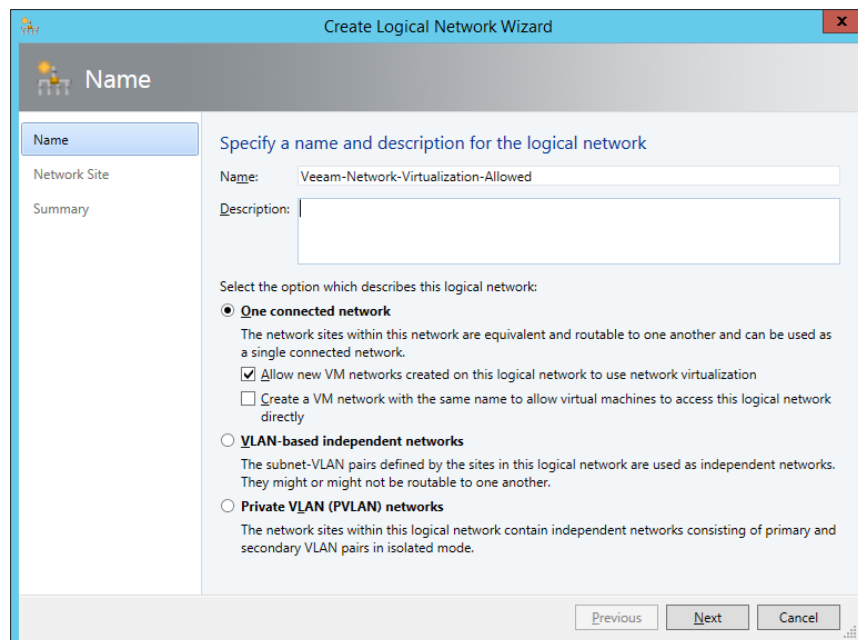 Create Logical Network Wizard
x
Name
Name
Network Site
Summary
Specify a name and description for the logical network
Name:
Veeam-Network-Virtualization-Allowed
Description:
Select the option which describes this logical network:
One connected network
The network sites within this network are equivalent and routable to one another and can be used as
a single connected network.
Allow new VM networks created on this logical network to use network virtualization
Create a VM network with the same name to allow virtual machines to access this logical network
directly
VLAN-based independent networks
The subnet-VLAN pairs defined by the sites in this logical network are used as independent networks.
They might or might not be routable to one another.
Private VLAN (PVLAN) networks
The network sites within this logical network contain independent networks consisting of primary and
secondary VLAN pairs in isolated mode.
Previous
Next
Cancel